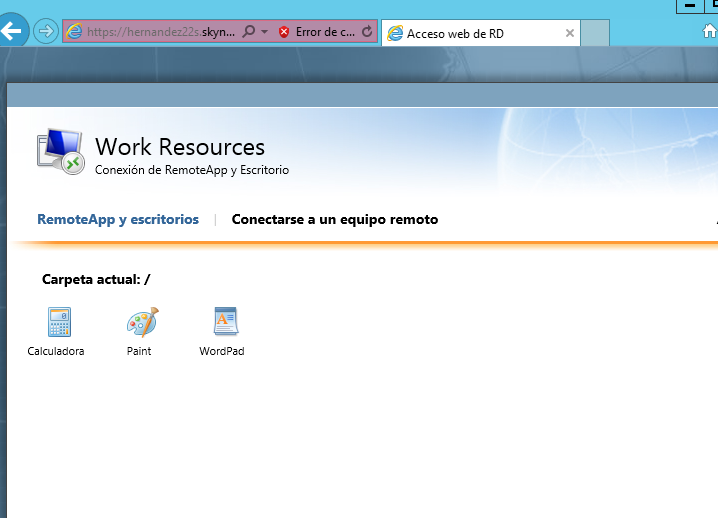 https://hernandez22s.skyn... Error de c... Acceso web de RD
Work Resources
Conexión de RemoteApp y Escritorio
RemoteApp y escritorios | Conectarse a un equipo remoto
Carpeta actual: /
Calculadora Paint WordPad